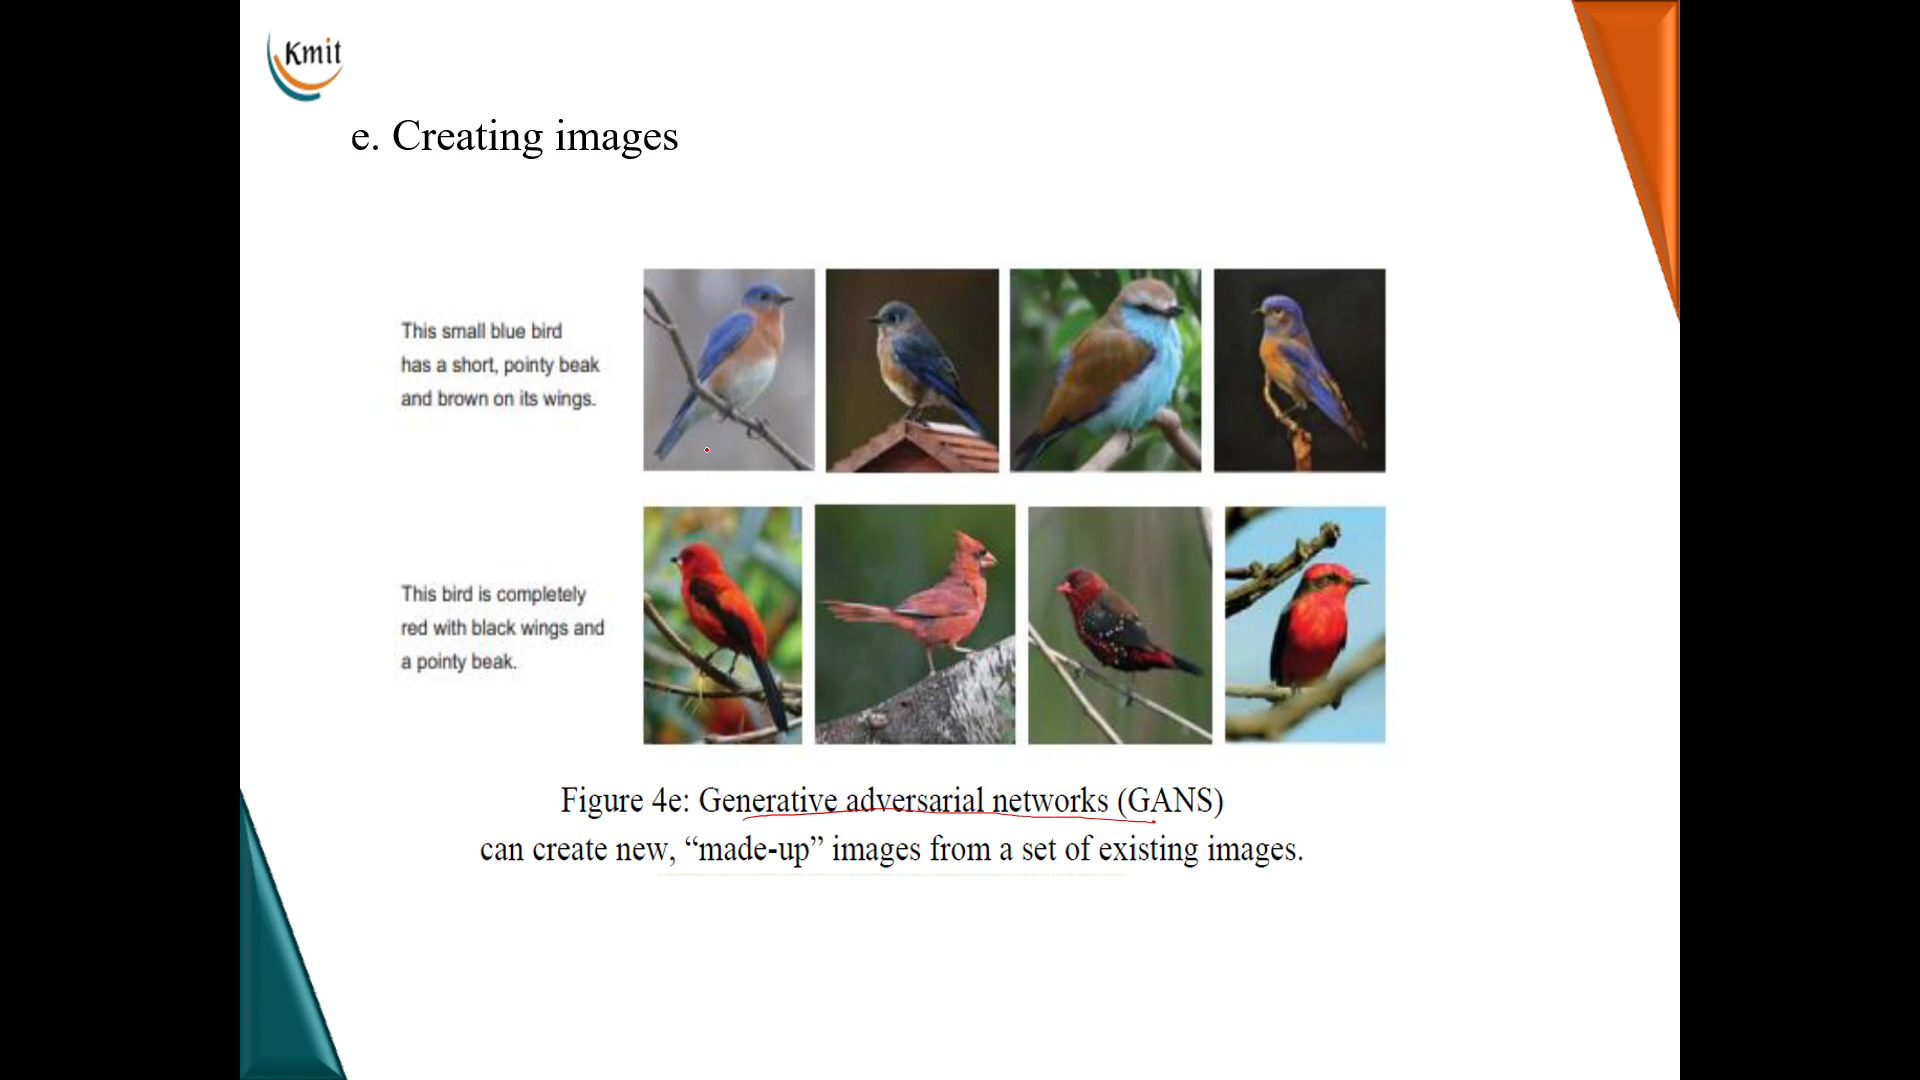 Kmit
e. Creating images
This small blue bird
has a short, pointy beak
and brown on its wings.
This bird is completely
red with black wings and
a pointy beak.
Figure 4e: Generative adversarial networks (GANS)
can create new, “made-up” images from a set of existing images.